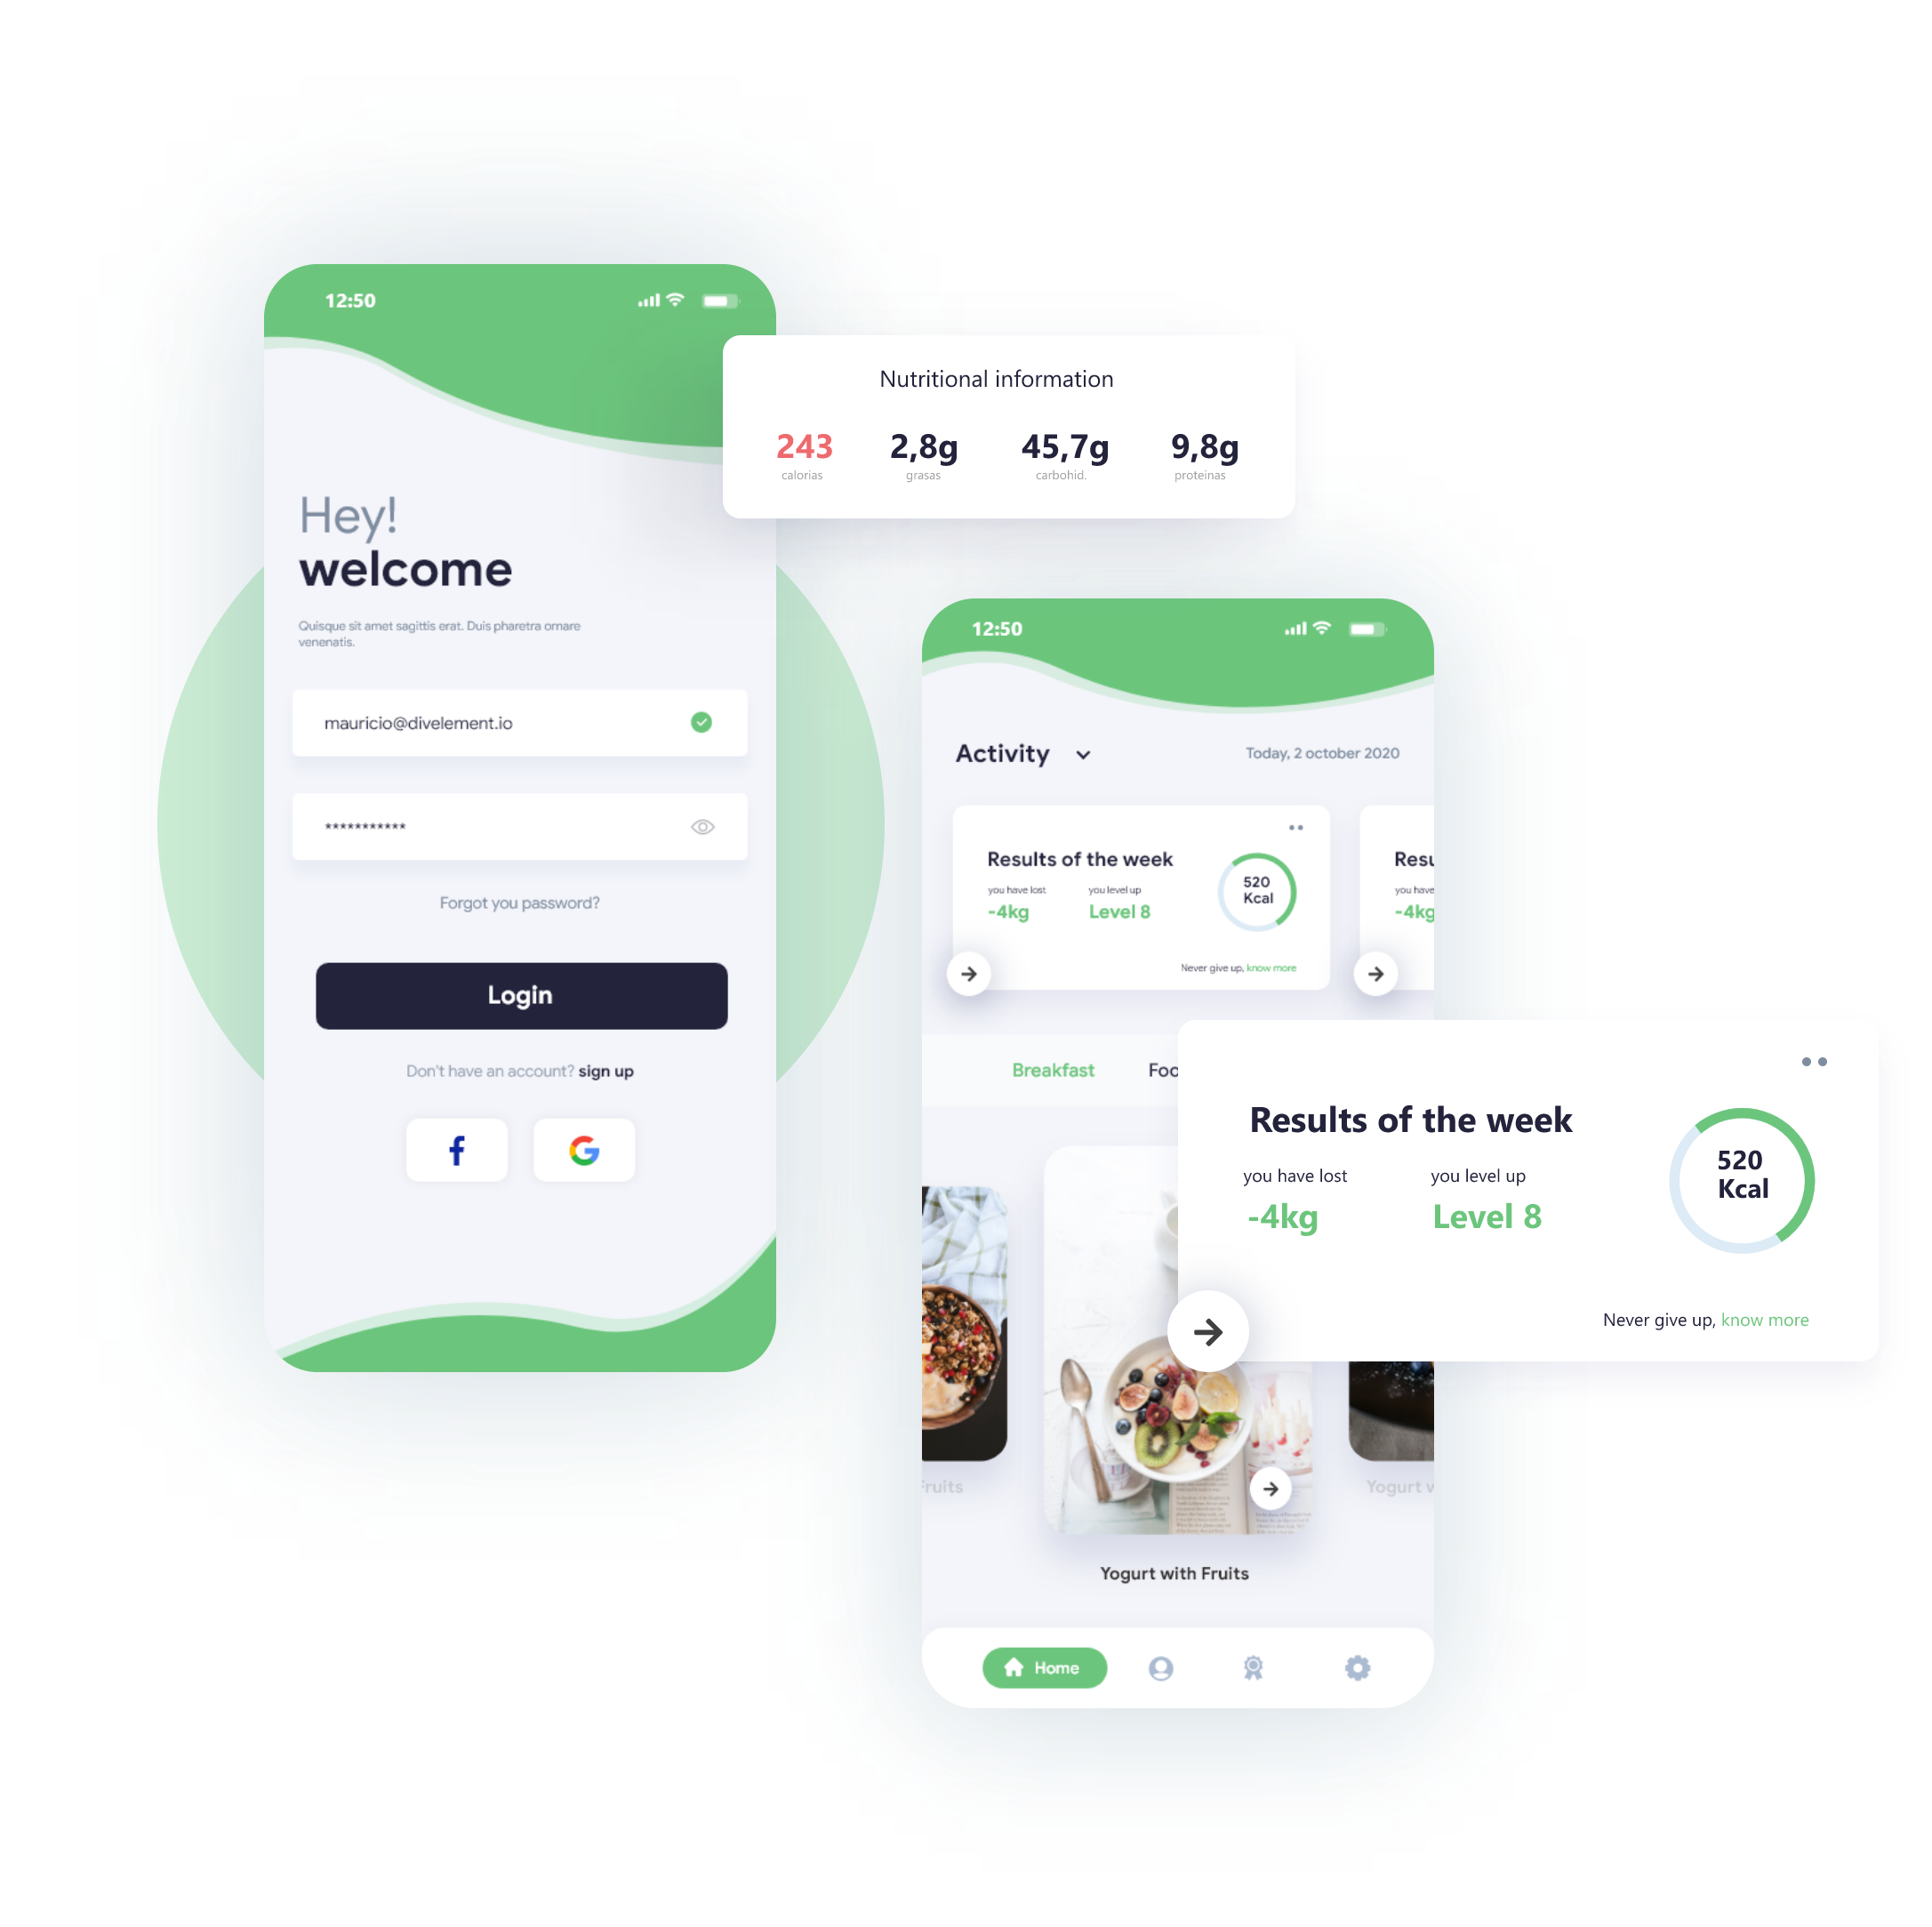 12:50
Hey!
welcome
Quisque sit amet sagittis erat. Duis pharetra ornare
venenatis.
mauricio@divelement.io
***********
Forgot you password?
Login
Don't have an account? sign up
Nutritional information
243 2,8g 45,7g 9,8g
calorias grasas carbohid. proteinas
12:50
Activity Today, 2 october 2020
Results of the week
you have lost you level up
-4kg Level 8
520
Kcal
Never give up, know more
Resu
you have
-4kg
Breakfast Foo
Results of the week
you have lost you level up
-4kg Level 8
520
Kcal
Never give up, know more
Fruits
Yogurt w
Yogurt with Fruits
Home